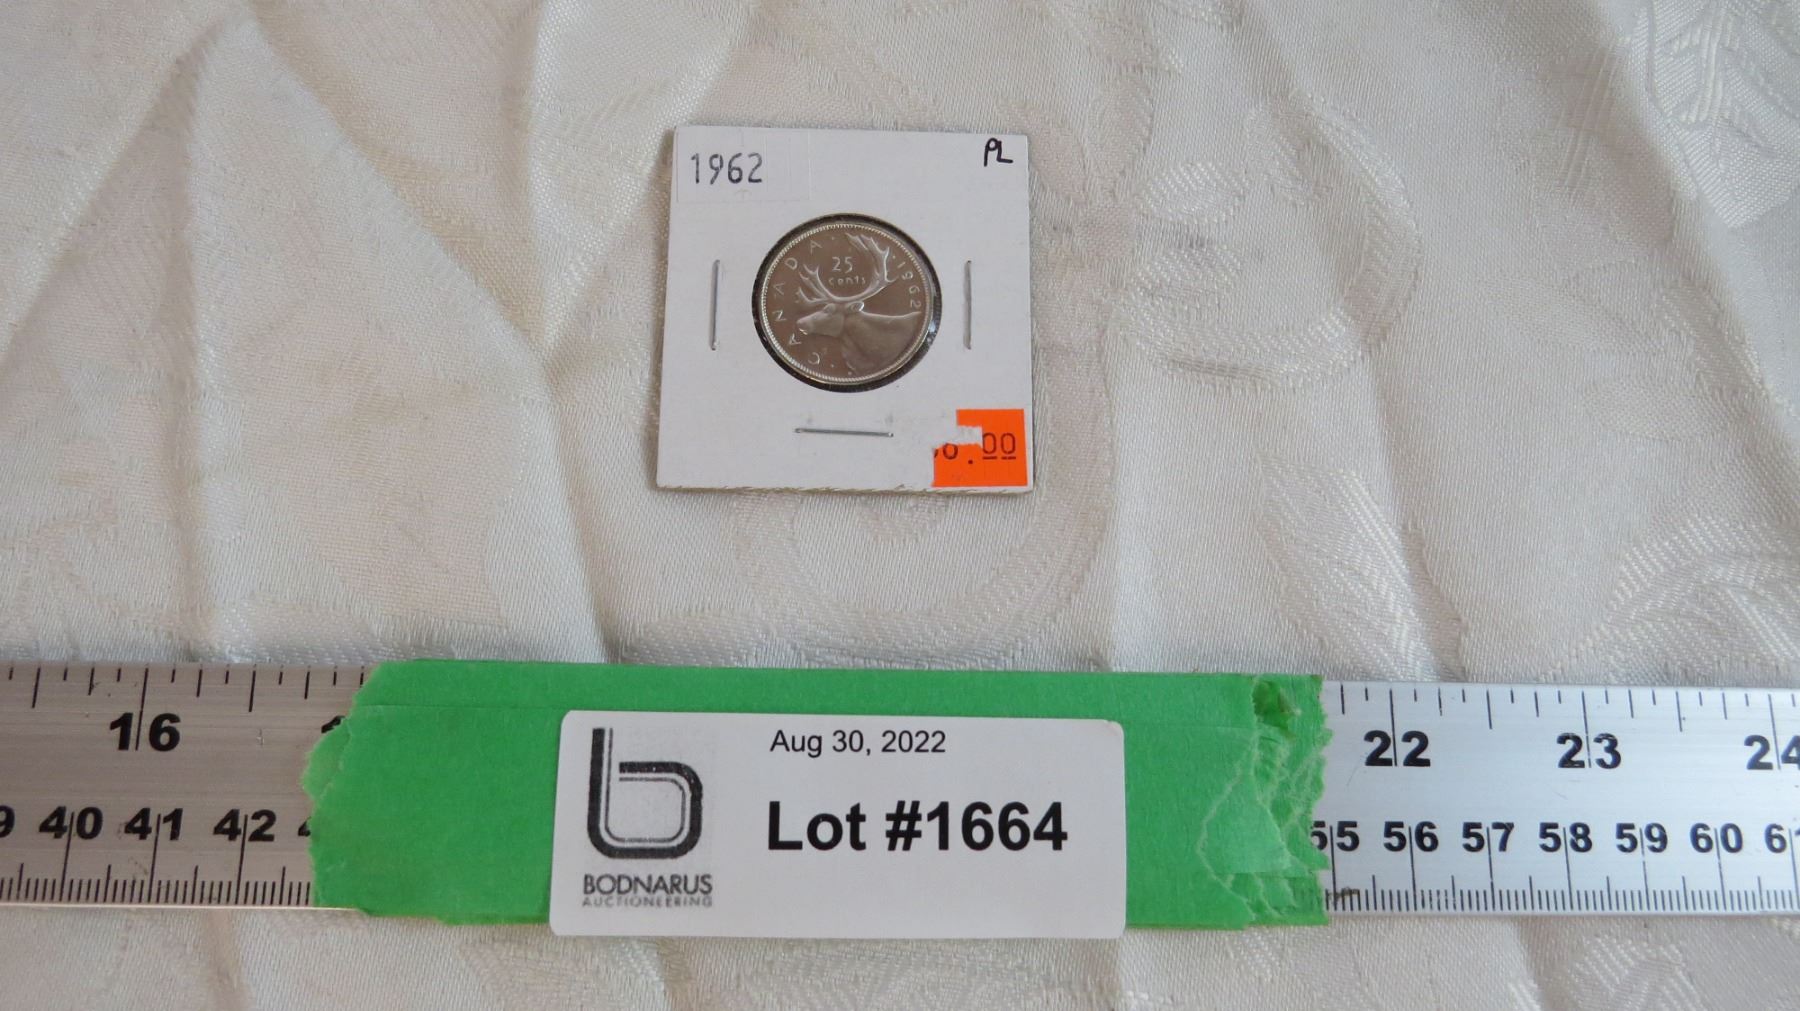 1962
PL
CANADA
25
cents
1962
.00
Aug 30, 2022
Lot #1664
BODNARUS
AUCTIONEERING
16
22
23
24
40
41
42
55
56
57
58
59
60